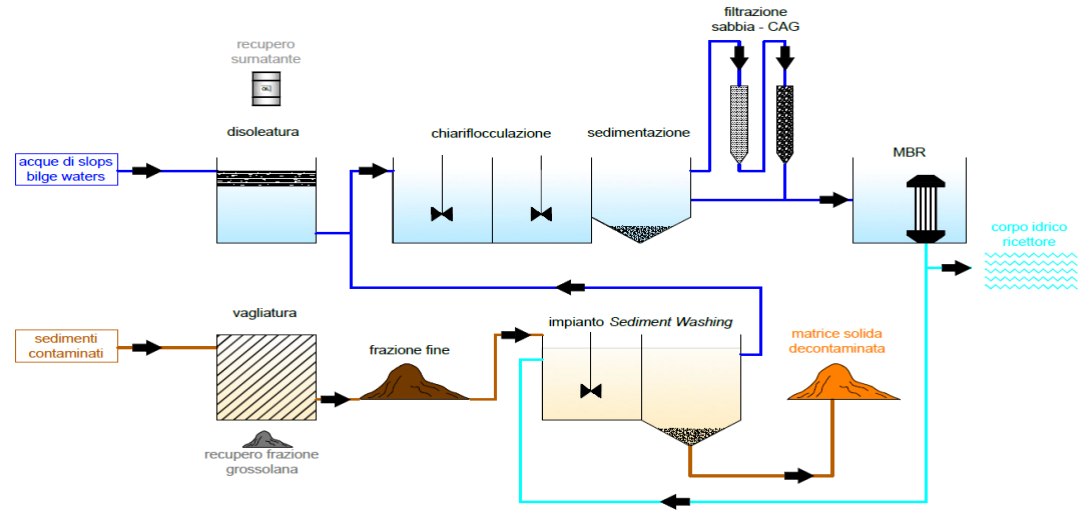 filtrazione
sabbia - CAG
recupero
surnatante
disoleatura
chiariflocculazione
sedimentazione
MBR
acque di slops
bilge waters
corpo idrico
ricettore
vagliatura
impianto Sediment Washing
matrice solida
decontaminata
sedimenti
contaminati
frazione fine
recupero frazione
grossolana